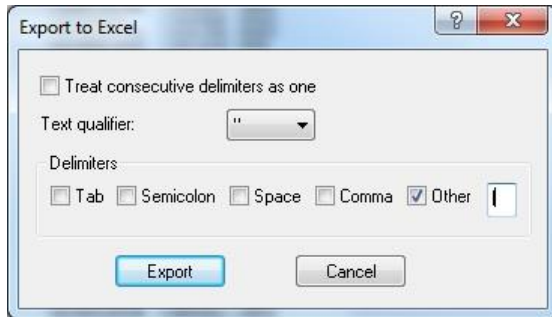 Export to Excel
Treat consecutive delimiters as one
Text qualifier: "
Delimiters
Tab Semicolon Space Comma Other |
Export Cancel